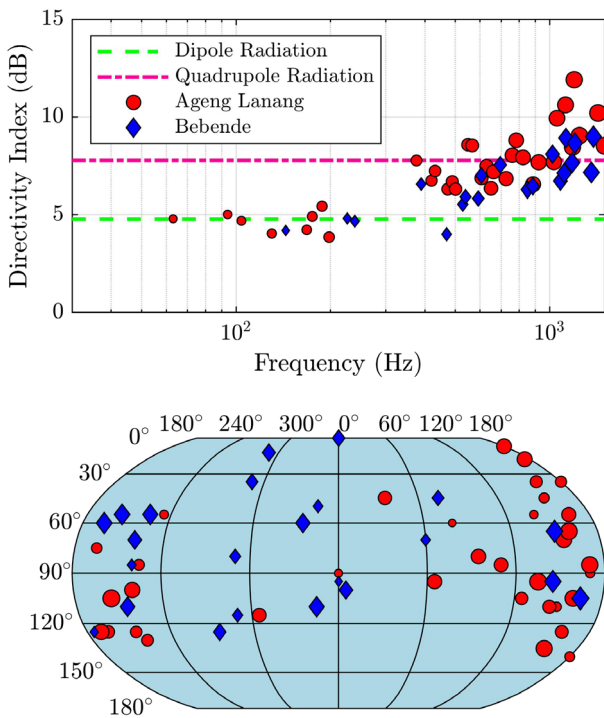 15
10
5
0
Directivity Index (dB)
Dipole Radiation
Quadrupole Radiation
Ageng Lanang
Bebende
10² 10³
Frequency (Hz)
180° 240° 300° 0° 60° 120° 180°
0°
30°
60°
90°
120°
150°
180°